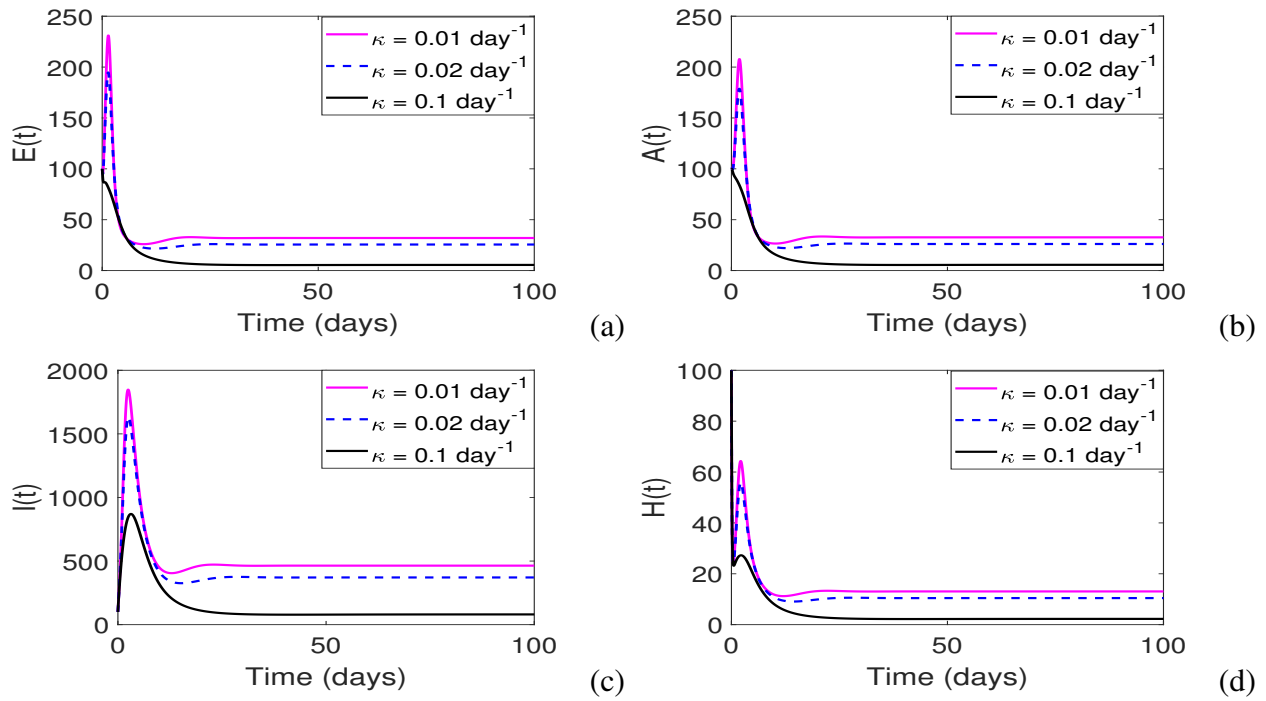 250
200
150
100
50
0
E(t)
κ = 0.01 day⁻¹
κ = 0.02 day⁻¹
κ = 0.1 day⁻¹
0 50 100
Time (days)
(a)
250
200
150
100
50
0
A(t)
κ = 0.01 day⁻¹
κ = 0.02 day⁻¹
κ = 0.1 day⁻¹
0 50 100
Time (days)
(b)
2000
1500
1000
500
0
I(t)
κ = 0.01 day⁻¹
κ = 0.02 day⁻¹
κ = 0.1 day⁻¹
0 50 100
Time (days)
(c)
100
80
60
40
20
0
H(t)
κ = 0.01 day⁻¹
κ = 0.02 day⁻¹
κ = 0.1 day⁻¹
0 50 100
Time (days)
(d)